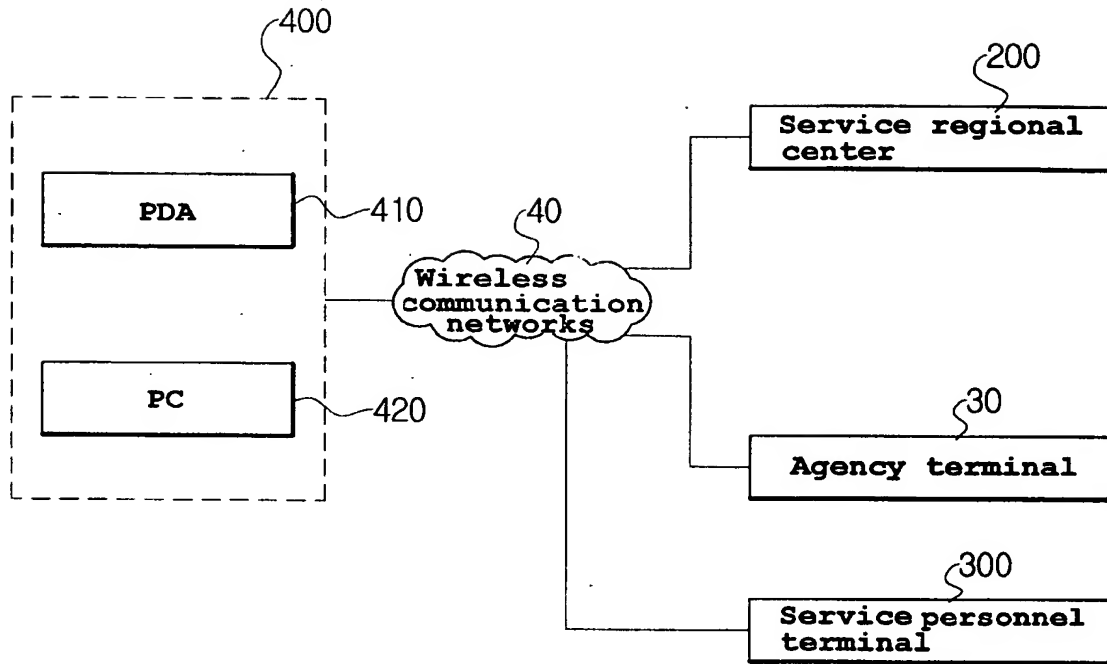 400
200
Service regional
center
PDA
410
40
Wireless
communication
networks
PC
420
30
Agency terminal
300
Service personnel
terminal